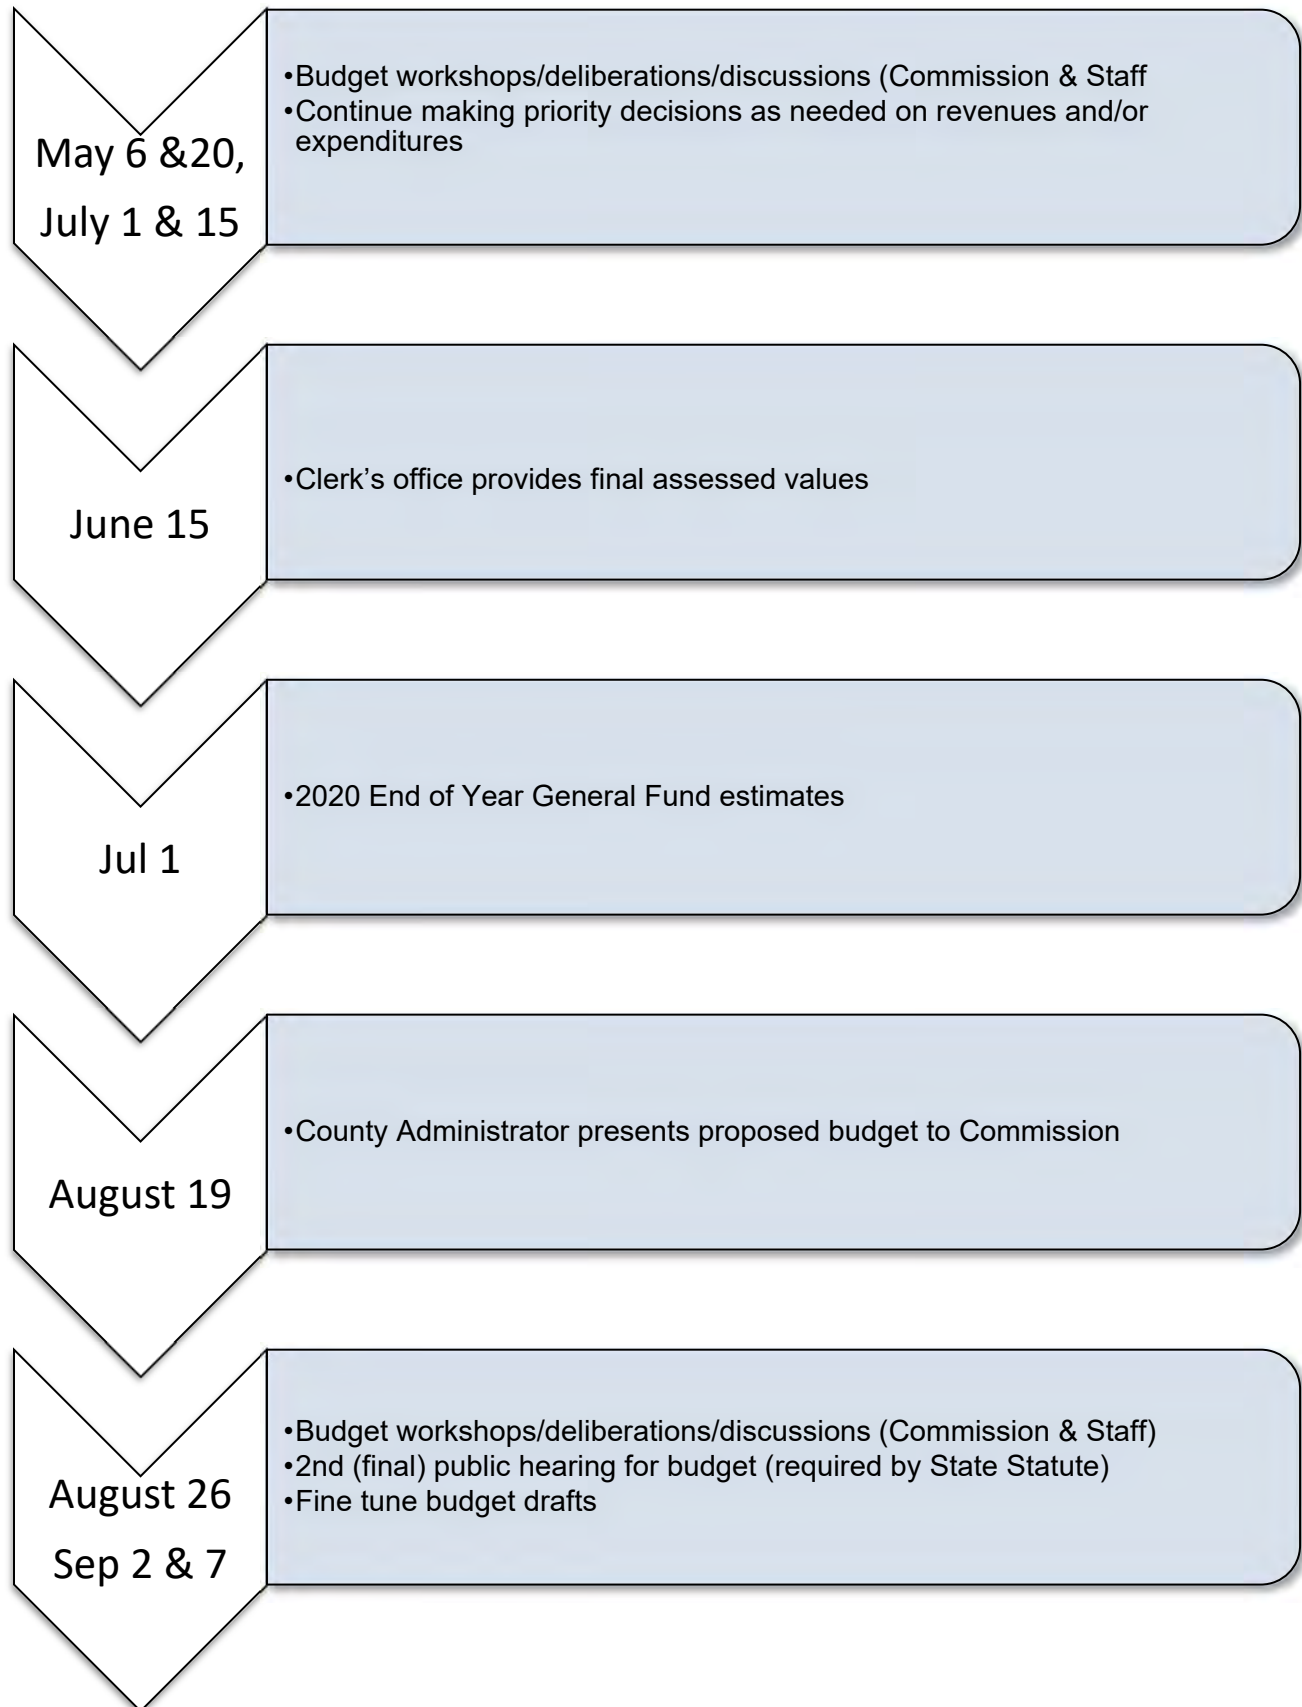 May 6 &20,
July 1 & 15
•Budget workshops/deliberations/discussions (Commission & Staff
•Continue making priority decisions as needed on revenues and/or
expenditures
June 15
•Clerk’s office provides final assessed values
Jul 1
•2020 End of Year General Fund estimates
August 19
•County Administrator presents proposed budget to Commission
August 26
Sep 2 & 7
•Budget workshops/deliberations/discussions (Commission & Staff)
•2nd (final) public hearing for budget (required by State Statute)
•Fine tune budget drafts